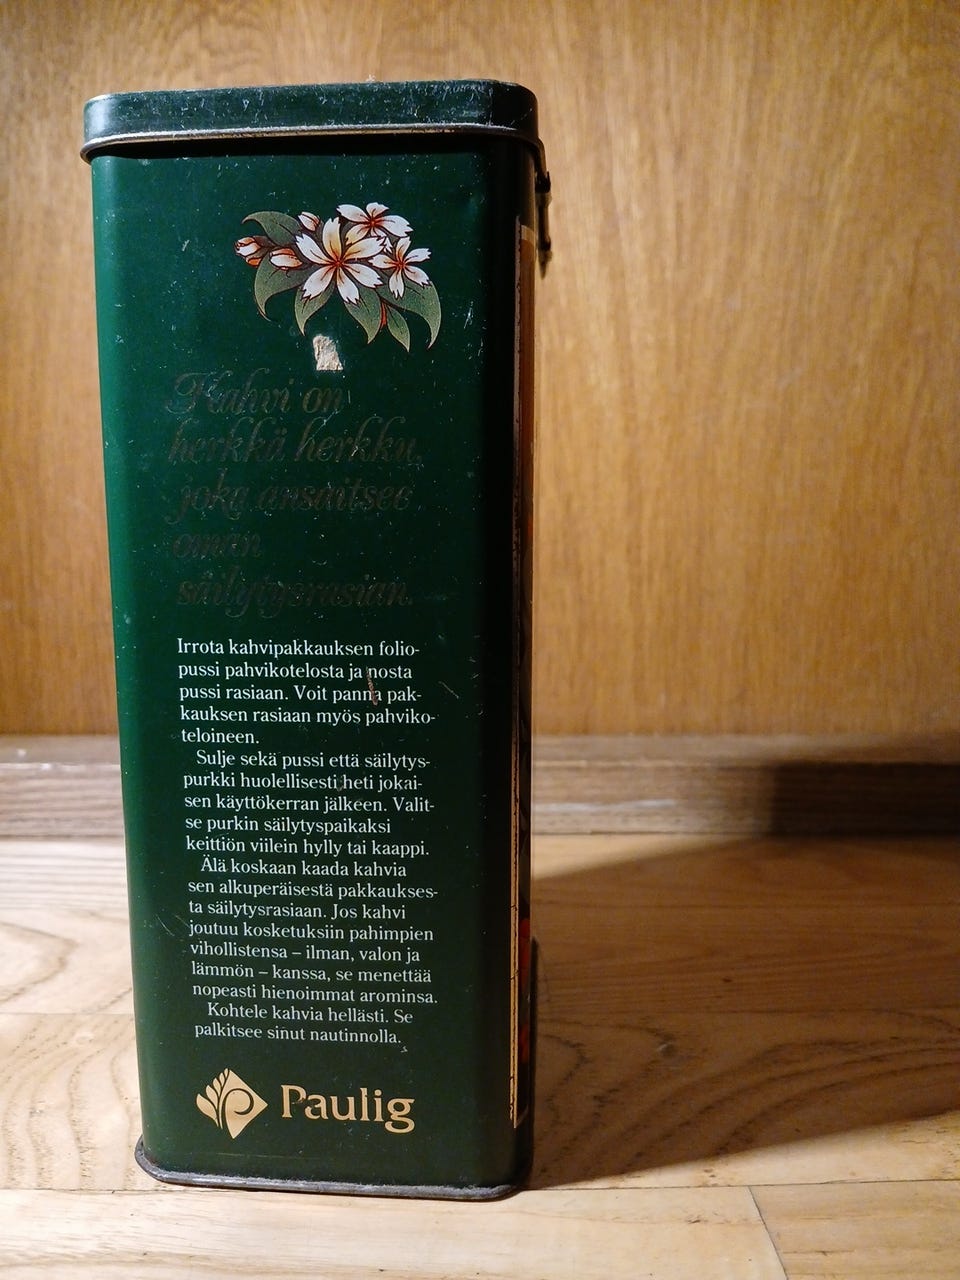 Kahvi on
herkkä herkku,
joka ansaitsee
oman
säilytysrasian.
Irrota kahvipakkauksen folio-
pussi pahvikotelosta ja nosta
pussi rasiaan. Voit panna pak-
kauksen rasiaan myös pahviko-
teloineen.
Sulje sekä pussi että säilytys-
purkki huolellisesti heti jokai-
sen käyttökerran jälkeen. Valit-
se purkin säilytyspaikaksi
keittiön viilein hylly tai kaappi.
Älä koskaan kaada kahvia
sen alkuperäisestä pakkaukses-
ta säilytysrasiaan. Jos kahvi
joutuu kosketuksiin pahimpien
vihollistensa – ilman, valon ja
lämmön – kanssa, se menettää
nopeasti hienoimmat arominsa.
Kohtele kahvia hellästi. Se
palkitsee sinut nautinnolla.
Paulig